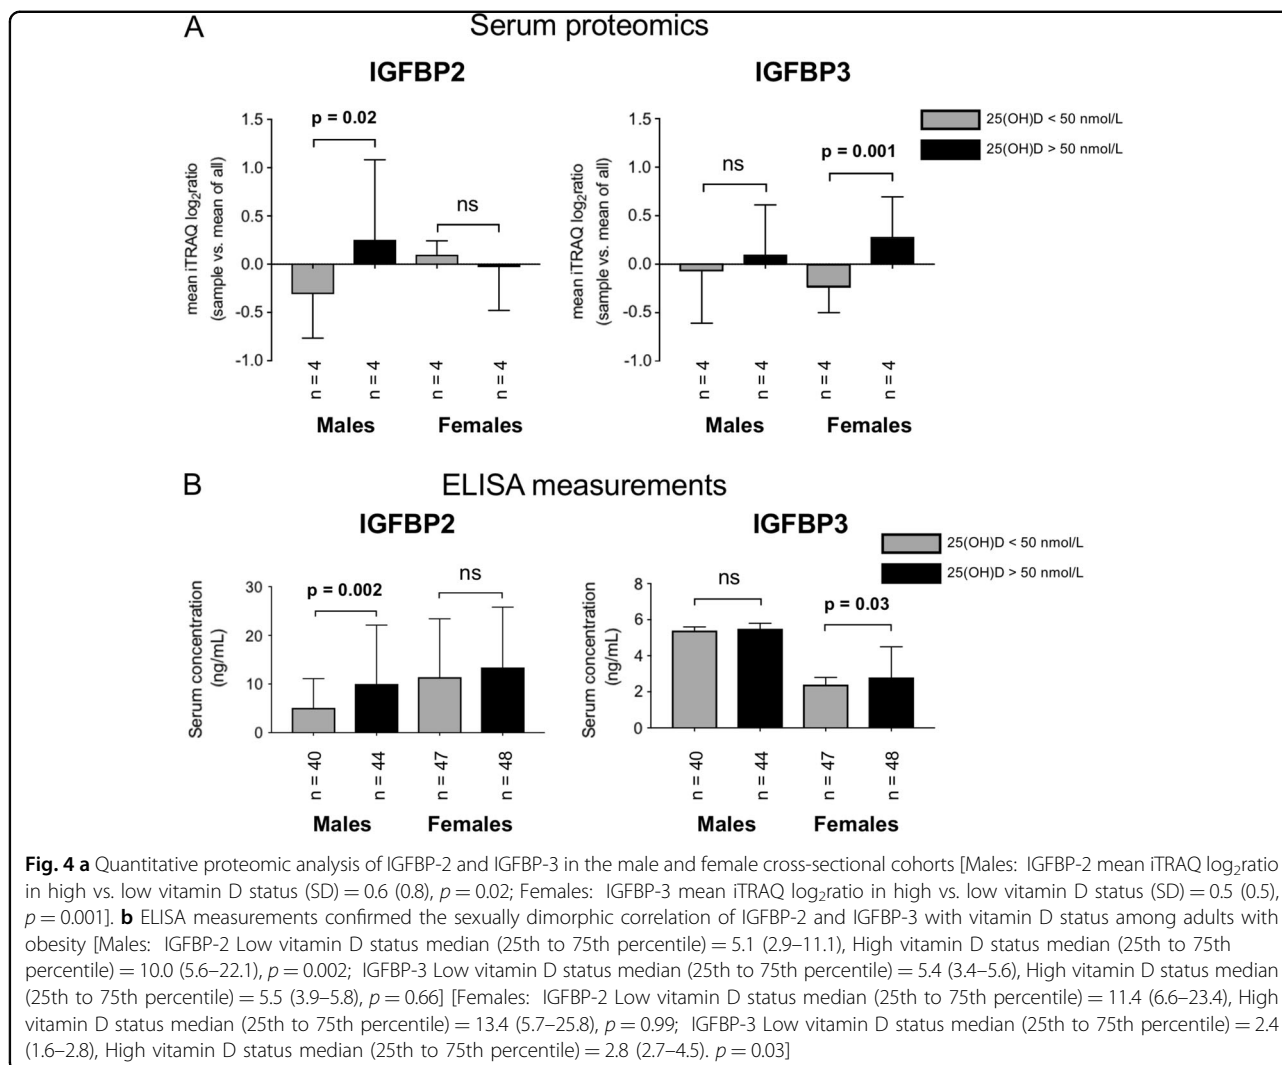 A
Serum proteomics
IGFBP2
IGFBP3
25(OH)D < 50 nmol/L
25(OH)D > 50 nmol/L
mean iTRAQ log2ratio
(sample vs. mean of all)
1.5
1.0
0.5
0.0
-0.5
-1.0
p = 0.02
ns
n = 4
n = 4
n = 4
n = 4
Males
Females
mean iTRAQ log2ratio
(sample vs. mean of all)
1.5
1.0
0.5
0.0
-0.5
-1.0
ns
p = 0.001
n = 4
n = 4
n = 4
n = 4
Males
Females
B
ELISA measurements
IGFBP2
IGFBP3
25(OH)D < 50 nmol/L
25(OH)D > 50 nmol/L
Serum concentration
(ng/mL)
30
20
10
0
p = 0.002
ns
n = 40
n = 44
n = 47
n = 48
Males
Females
Serum concentration
(ng/mL)
8
6
4
2
0
ns
p = 0.03
n = 40
n = 44
n = 47
n = 48
Males
Females
Fig. 4 a Quantitative proteomic analysis of IGFBP-2 and IGFBP-3 in the male and female cross-sectional cohorts [Males: IGFBP-2 mean iTRAQ log2ratio
in high vs. low vitamin D status (SD) = 0.6 (0.8), p = 0.02; Females: IGFBP-3 mean iTRAQ log2ratio in high vs. low vitamin D status (SD) = 0.5 (0.5),
p = 0.001]. b ELISA measurements confirmed the sexually dimorphic correlation of IGFBP-2 and IGFBP-3 with vitamin D status among adults with
obesity [Males: IGFBP-2 Low vitamin D status median (25th to 75th percentile) = 5.1 (2.9–11.1), High vitamin D status median (25th to 75th
percentile) = 10.0 (5.6–22.1), p = 0.002; IGFBP-3 Low vitamin D status median (25th to 75th percentile) = 5.4 (3.4–5.6), High vitamin D status median
(25th to 75th percentile) = 5.5 (3.9–5.8), p = 0.66] [Females: IGFBP-2 Low vitamin D status median (25th to 75th percentile) = 11.4 (6.6–23.4), High
vitamin D status median (25th to 75th percentile) = 13.4 (5.7–25.8), p = 0.99; IGFBP-3 Low vitamin D status median (25th to 75th percentile) = 2.4
(1.6–2.8), High vitamin D status median (25th to 75th percentile) = 2.8 (2.7–4.5). p = 0.03]